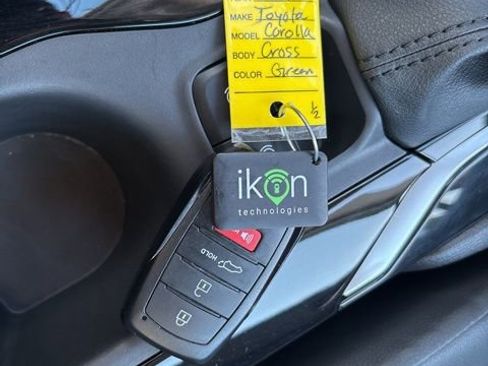 MAKE Toyota
MODEL Corolla
BODY Cross
COLOR Green
1/2
ikon
technologies
HOLD